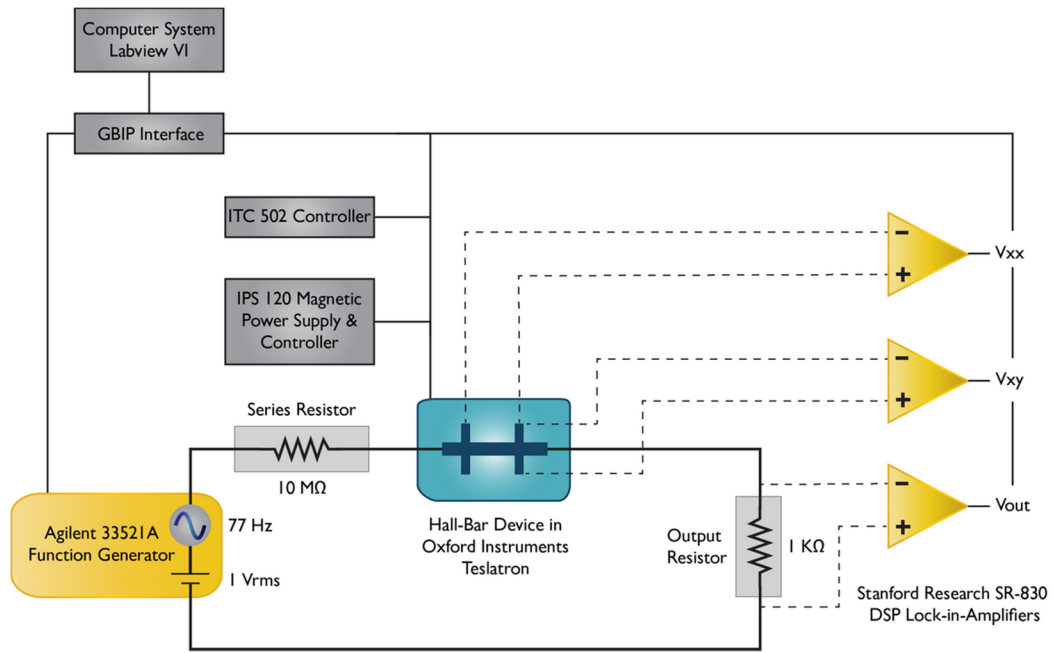 Computer System
Labview VI
GBIP Interface
ITC 502 Controller
IPS 120 Magnetic
Power Supply &
Controller
Series Resistor
10 MΩ
Agilent 33521A
Function Generator
77 Hz
1 Vrms
Hall-Bar Device in
Oxford Instruments
Teslatron
Output
Resistor
1 KΩ
-
+
Vxx
-
+
Vxy
-
+
Vout
Stanford Research SR-830
DSP Lock-in-Amplifiers